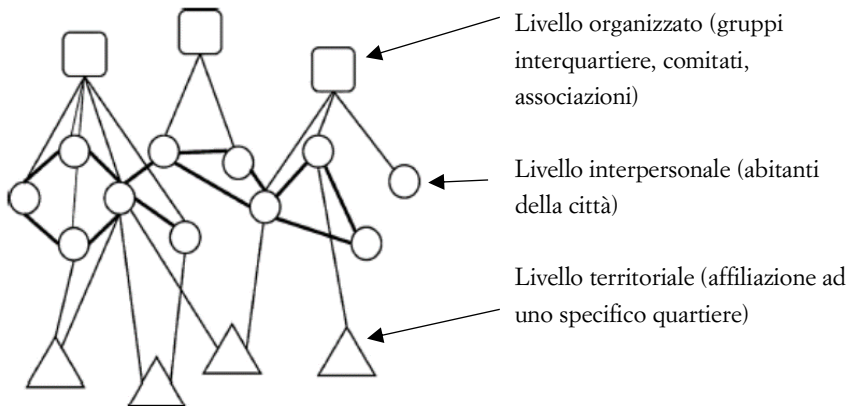 Livello organizzato (gruppi
interquartiere, comitati,
associazioni)
Livello interpersonale (abitanti
della città)
Livello territoriale (affiliazione ad
uno specifico quartiere)